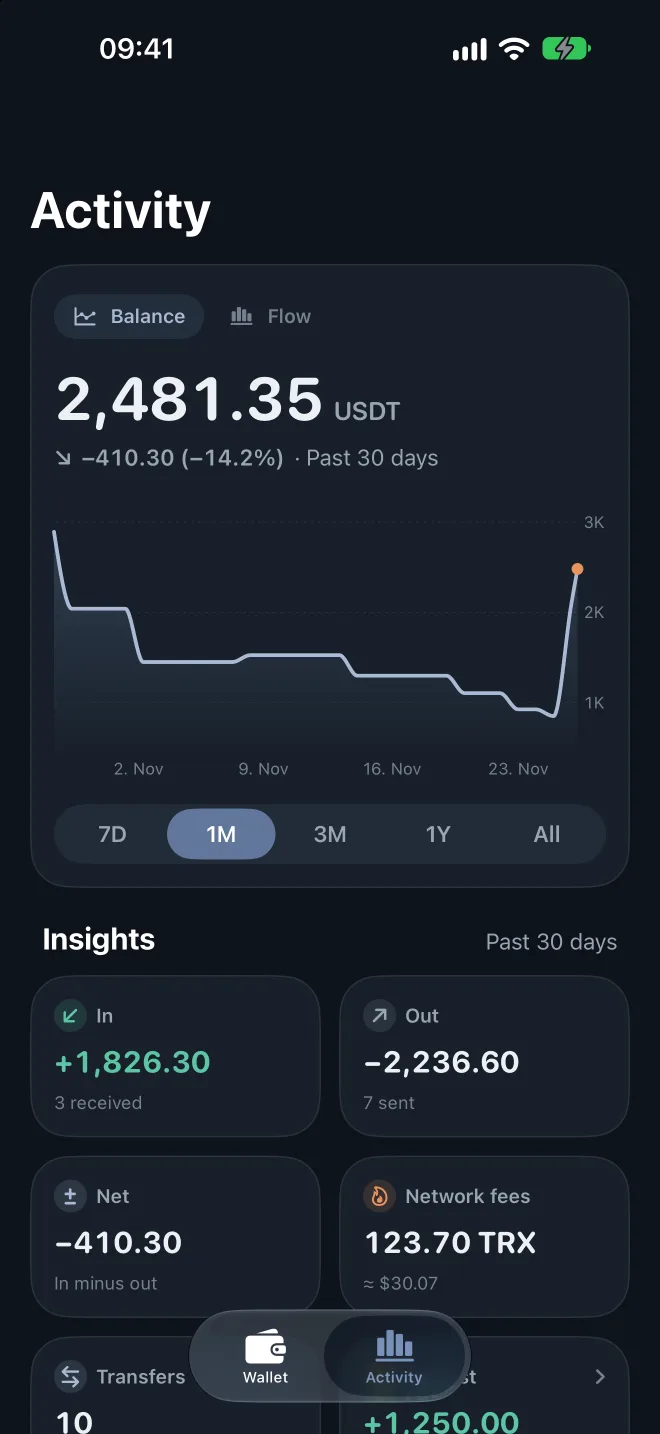 09:41
Activity
Balance Flow
2,481.35 USDT
↘ −410.30 (−14.2%) · Past 30 days
3K
2K
1K
2. Nov 9. Nov 16. Nov 23. Nov
7D 1M 3M 1Y All
Insights Past 30 days
In
+1,826.30
3 received
Out
−2,236.60
7 sent
Net
−410.30
In minus out
Network fees
123.70 TRX
≈ $30.07
Transfers
10
+1,250.00
Wallet Activity